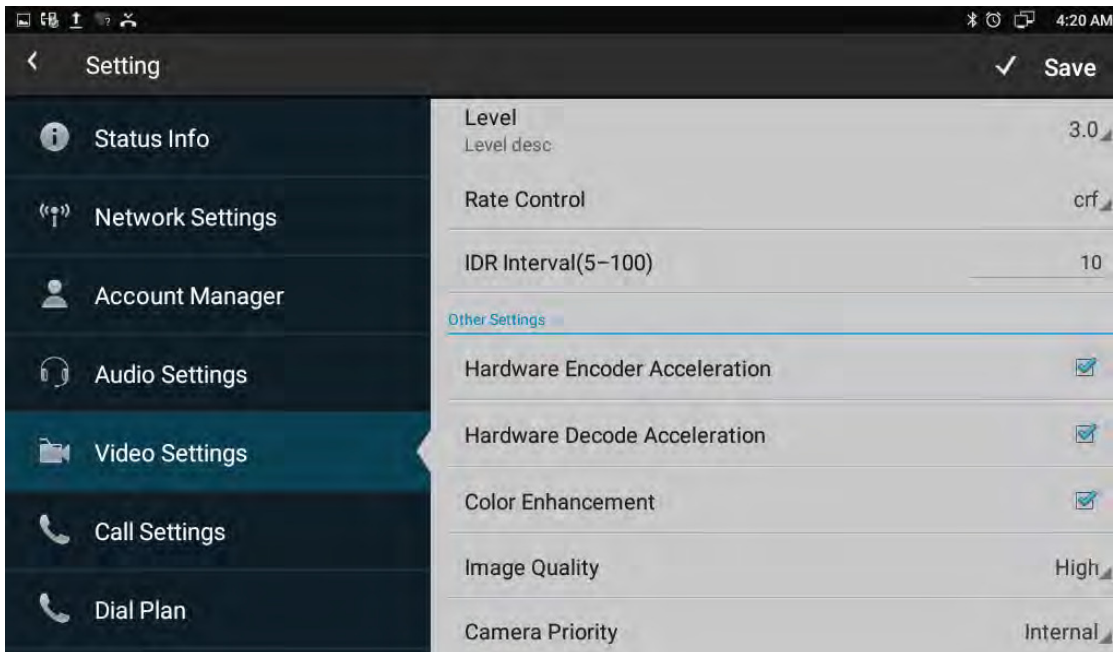 4:20 AM
Setting
Save
Status Info
Network Settings
Account Manager
Audio Settings
Video Settings
Call Settings
Dial Plan
Level
3.0
Level desc
Rate Control
crf
IDR Interval(5–100)
10
Other Settings
Hardware Encoder Acceleration
Hardware Decode Acceleration
Color Enhancement
Image Quality
High
Camera Priority
Internal